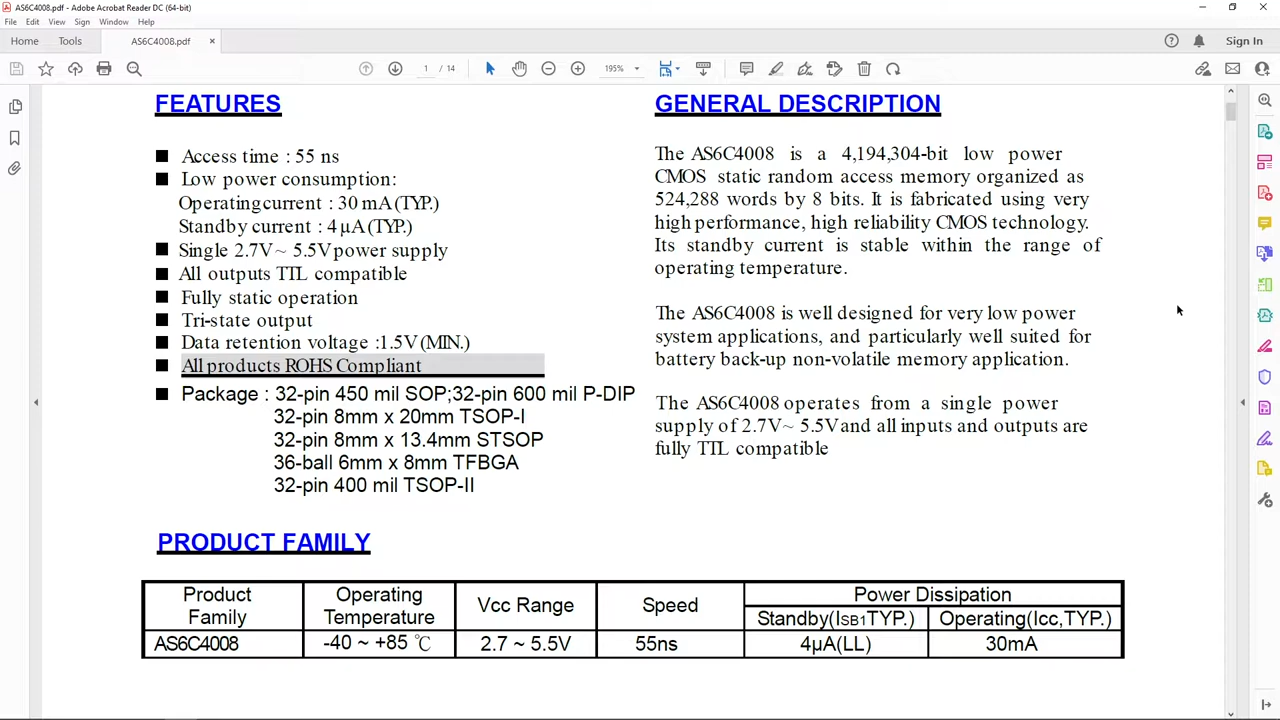 AS6C4008.pdf - Adobe Acrobat Reader DC (64-bit)
File Edit View Sign Window Help
Home Tools AS6C4008.pdf ×
Sign In
1 / 14 195%
FEATURES
■ Access time : 55 ns
■ Low power consumption:
Operatingcurrent : 30 mA(TYP.)
Standby current : 4 µA(TYP.)
■ Single 2.7V~ 5.5Vpower supply
■ All outputs TTL compatible
■ Fully static operation
■ Tri-state output
■ Data retention voltage :1.5V(MIN.)
■ All products ROHS Compliant
■ Package : 32-pin 450 mil SOP;32-pin 600 mil P-DIP
32-pin 8mm x 20mm TSOP-I
32-pin 8mm x 13.4mm STSOP
36-ball 6mm x 8mm TFBGA
32-pin 400 mil TSOP-II
GENERAL DESCRIPTION
The AS6C4008 is a 4,194,304-bit low power
CMOS static random access memory organized as
524,288 words by 8 bits. It is fabricated using very
high performance, high reliability CMOS technology.
Its standby current is stable within the range of
operating temperature.
The AS6C4008 is well designed for very low power
system applications, and particularly well suited for
battery back-up non-volatile memory application.
The AS6C4008 operates from a single power
supply of 2.7V~ 5.5Vand all inputs and outputs are
fully TTL compatible
PRODUCT FAMILY
Product Family Operating Temperature Vcc Range Speed Power Dissipation
Standby(ISB1TYP.) Operating(Icc,TYP.)
AS6C4008 -40 ~ +85 ℃ 2.7 ~ 5.5V 55ns 4µA(LL) 30mA